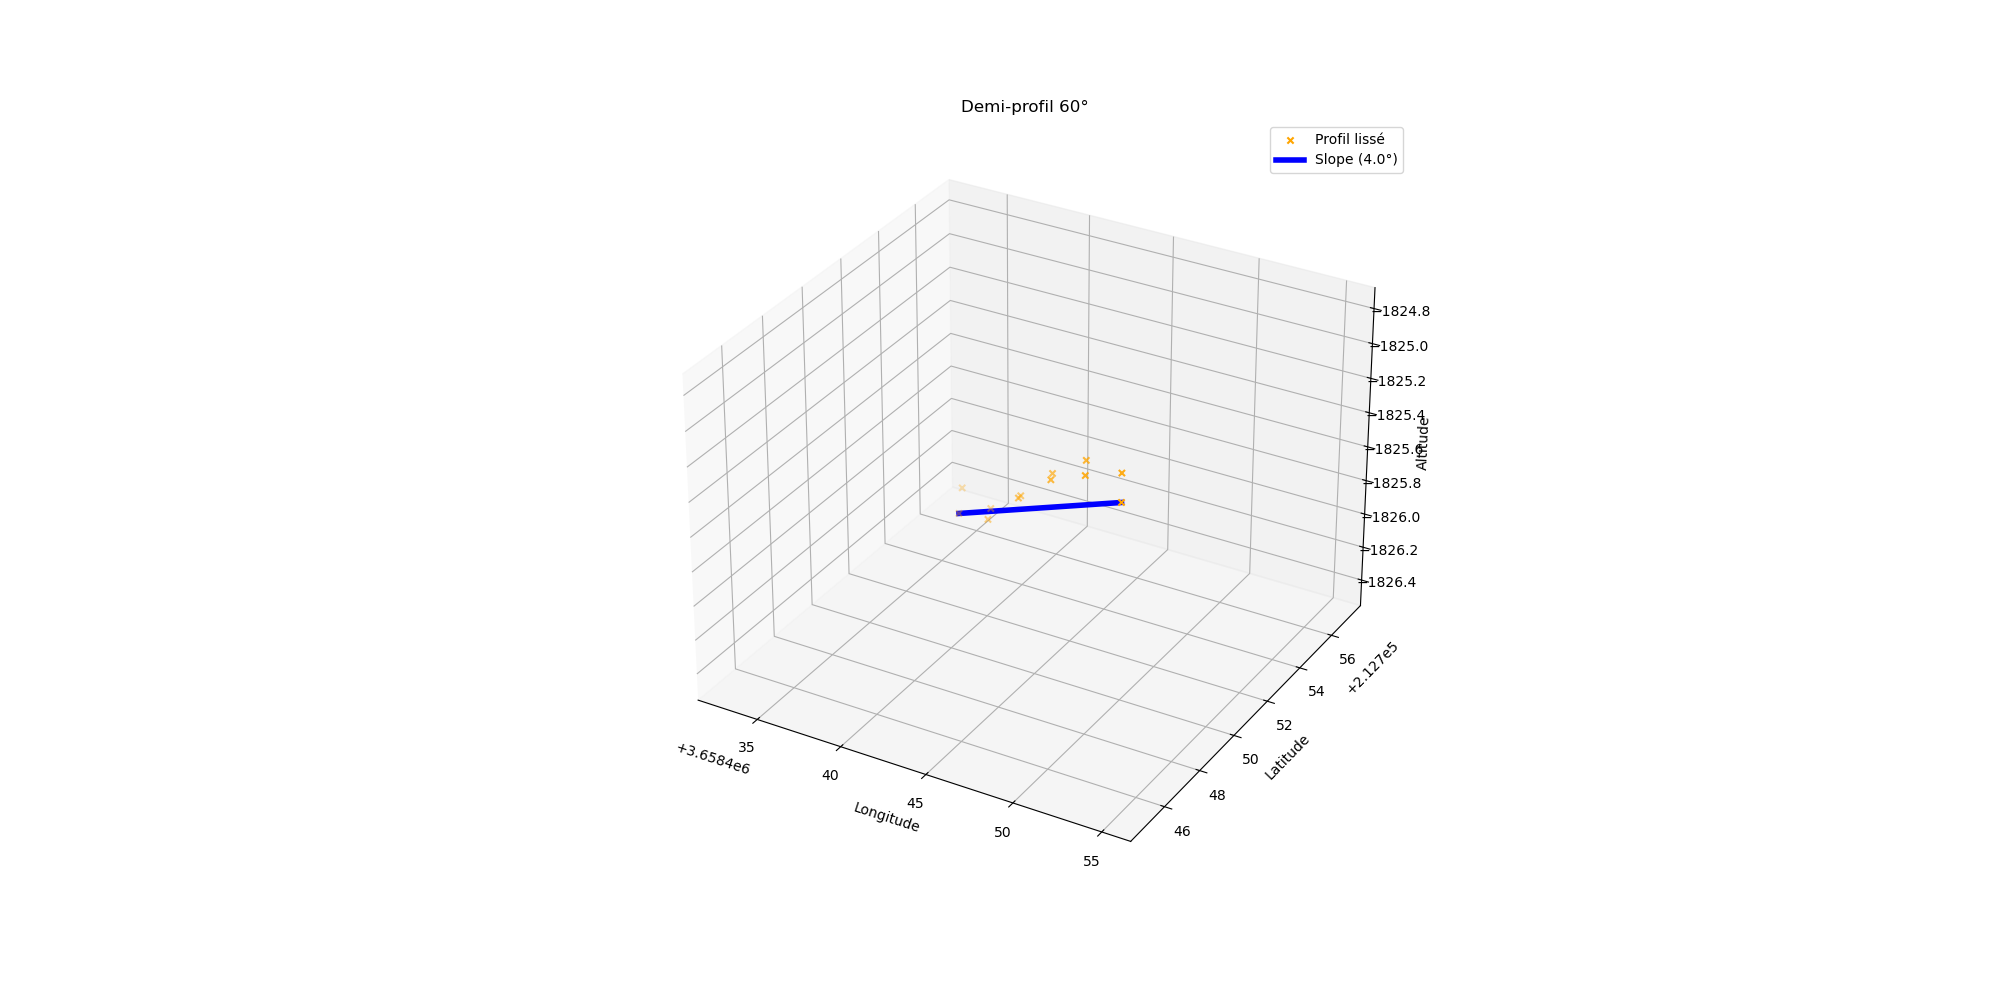 Demi-profil 60°
Profil lissé
Slope (4.0°)
−1824.8
−1825.0
−1825.2
−1825.4
−1825.6
−1825.8
−1826.0
−1826.2
−1826.4
Altitude
56
54
52
50
48
46
+2.127e5
Latitude
35
40
45
50
55
+3.6584e6
Longitude